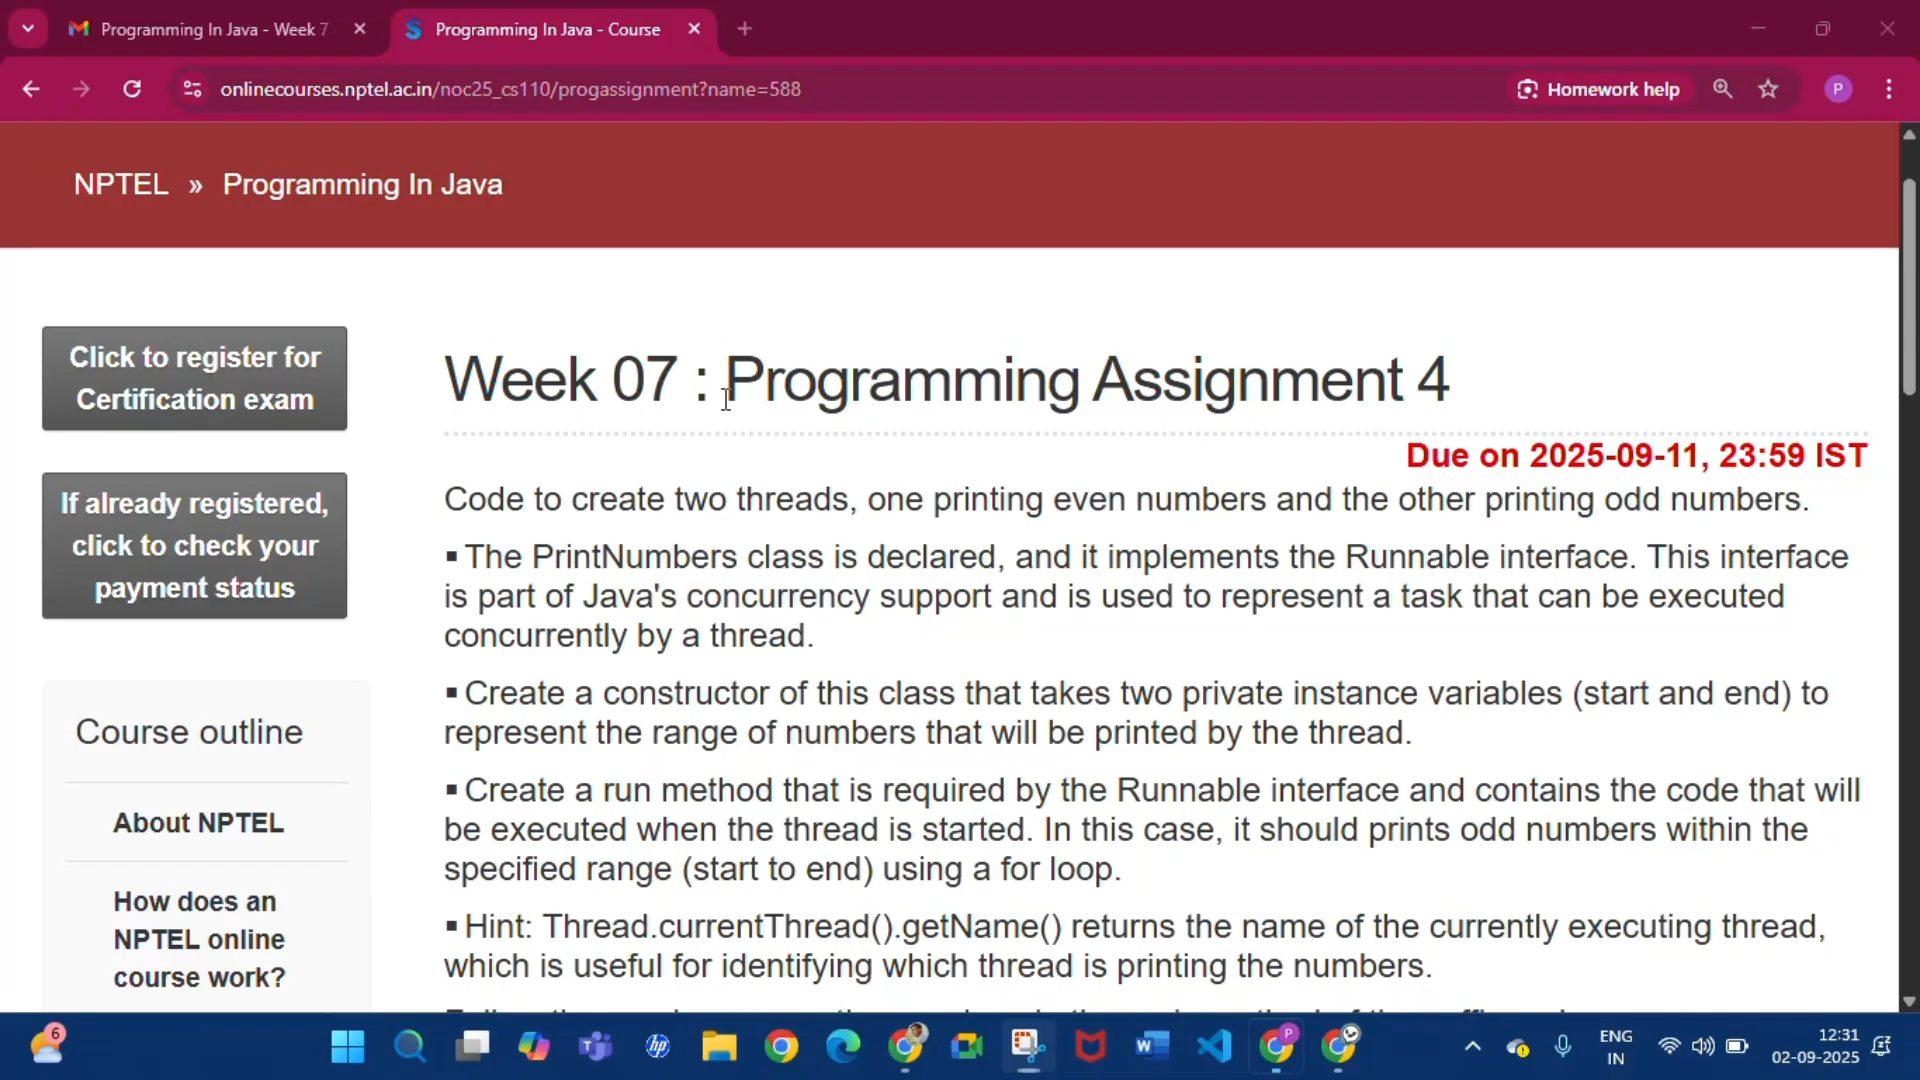 Programming In Java - Week 7
Programming In Java - Course
onlinecourses.nptel.ac.in/noc25_cs110/progassignment?name=588
Homework help
P
NPTEL » Programming In Java
Click to register for
Certification exam
If already registered,
click to check your
payment status
Course outline
About NPTEL
How does an
NPTEL online
course work?
Week 07 : Programming Assignment 4
Due on 2025-09-11, 23:59 IST
Code to create two threads, one printing even numbers and the other printing odd numbers.
▪ The PrintNumbers class is declared, and it implements the Runnable interface. This interface
is part of Java's concurrency support and is used to represent a task that can be executed
concurrently by a thread.
▪ Create a constructor of this class that takes two private instance variables (start and end) to
represent the range of numbers that will be printed by the thread.
▪ Create a run method that is required by the Runnable interface and contains the code that will
be executed when the thread is started. In this case, it should prints odd numbers within the
specified range (start to end) using a for loop.
▪ Hint: Thread.currentThread().getName() returns the name of the currently executing thread,
which is useful for identifying which thread is printing the numbers.
6
hp
P
ENG
IN
12:31
02-09-2025